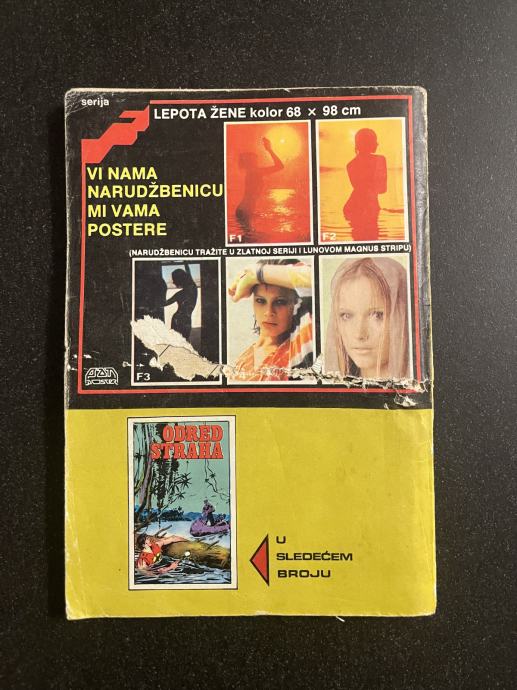 serija
LEPOTA ŽENE kolor 68 × 98 cm
VI NAMA
NARUDŽBENICU
MI VAMA
POSTERE
F1
F2
(NARUDŽBENICU TRAŽITE U ZLATNOJ SERIJI I LUNOVOM MAGNUS STRIPU)
F3
ODRED
STRAHA
U
SLEDEĆEM
BROJU